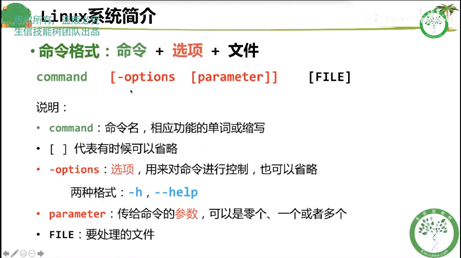 Linux系统简介
生信技能树团队出品
•命令格式：命令 + 选项 + 文件
command [-options [parameter]] [FILE]
说明：
• command：命令名，相应功能的单词或缩写
• [ ] 代表有时候可以省略
• -options：选项，用来对命令进行控制，也可以省略
两种格式：-h，--help
• parameter：传给命令的参数，可以是零个、一个或者多个
• FILE：要处理的文件